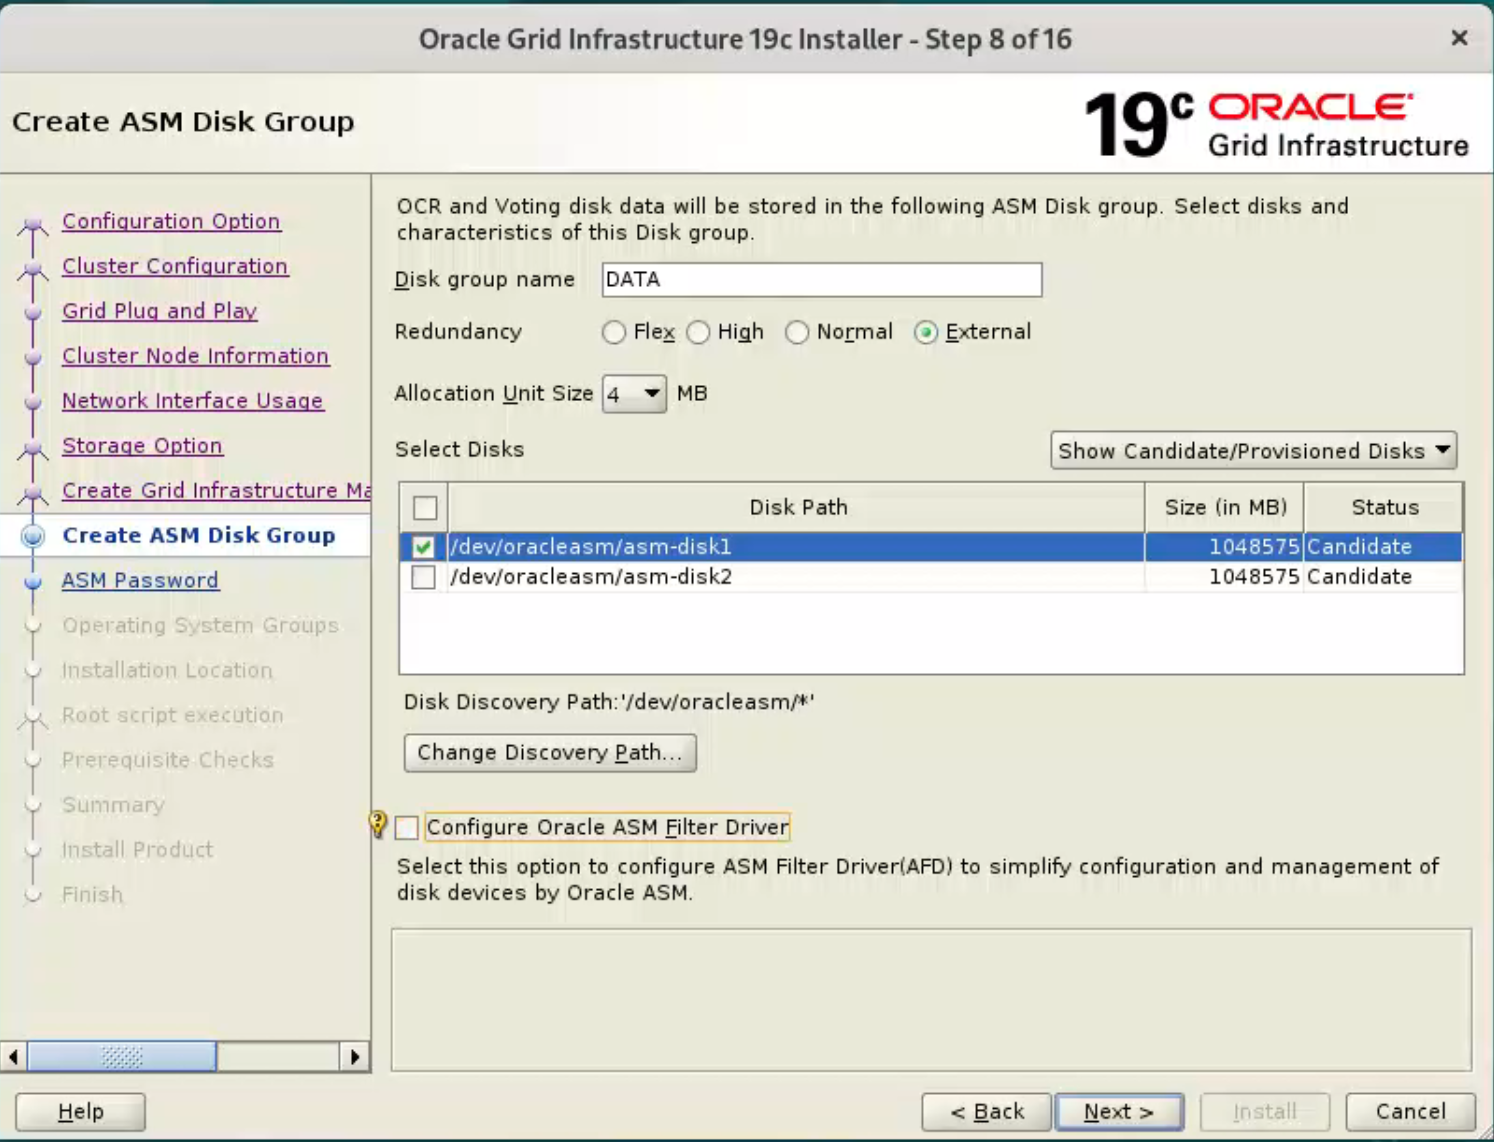 Oracle Grid Infrastructure 19c Installer - Step 8 of 16
Create ASM Disk Group
19c ORACLE
Grid Infrastructure
Configuration Option
Cluster Configuration
Grid Plug and Play
Cluster Node Information
Network Interface Usage
Storage Option
Create Grid Infrastructure Ma
Create ASM Disk Group
ASM Password
Operating System Groups
Installation Location
Root script execution
Prerequisite Checks
Summary
Install Product
Finish
OCR and Voting disk data will be stored in the following ASM Disk group. Select disks and
characteristics of this Disk group.
Disk group name DATA
Redundancy Flex High Normal External
Allocation Unit Size 4 MB
Select Disks Show Candidate/Provisioned Disks
Disk Path Size (in MB) Status
/dev/oracleasm/asm-disk1 1048575 Candidate
/dev/oracleasm/asm-disk2 1048575 Candidate
Disk Discovery Path:'/dev/oracleasm/*'
Change Discovery Path...
Configure Oracle ASM Filter Driver
Select this option to configure ASM Filter Driver(AFD) to simplify configuration and management of
disk devices by Oracle ASM.
Help < Back Next > Install Cancel